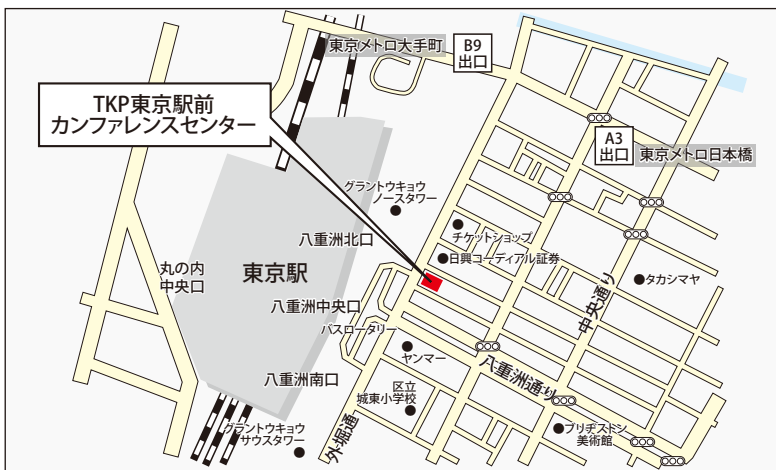 東京メトロ大手町
B9
出口
TKP東京駅前
カンファレンスセンター
A3
出口
東京メトロ日本橋
グラントウキョウ
ノースタワー
チケットショップ
八重洲北口
日興コーディアル証券
丸の内
中央口
東京駅
タカシマヤ
中央通り
八重洲中央口
バスロータリー
ヤンマー
八重洲通り
八重洲南口
区立
城東小学校
外堀通
グラントウキョウ
サウスタワー
ブリヂストン
美術館